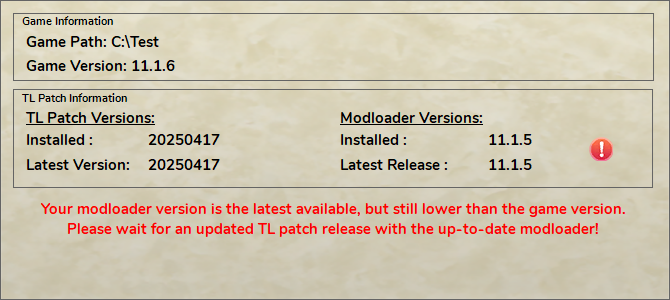 Game Information
Game Path: C:\Test
Game Version: 11.1.6
TL Patch Information
TL Patch Versions: Modloader Versions:
Installed : 20250417 Installed : 11.1.5
Latest Version: 20250417 Latest Release : 11.1.5
Your modloader version is the latest available, but still lower than the game version.
Please wait for an updated TL patch release with the up-to-date modloader!